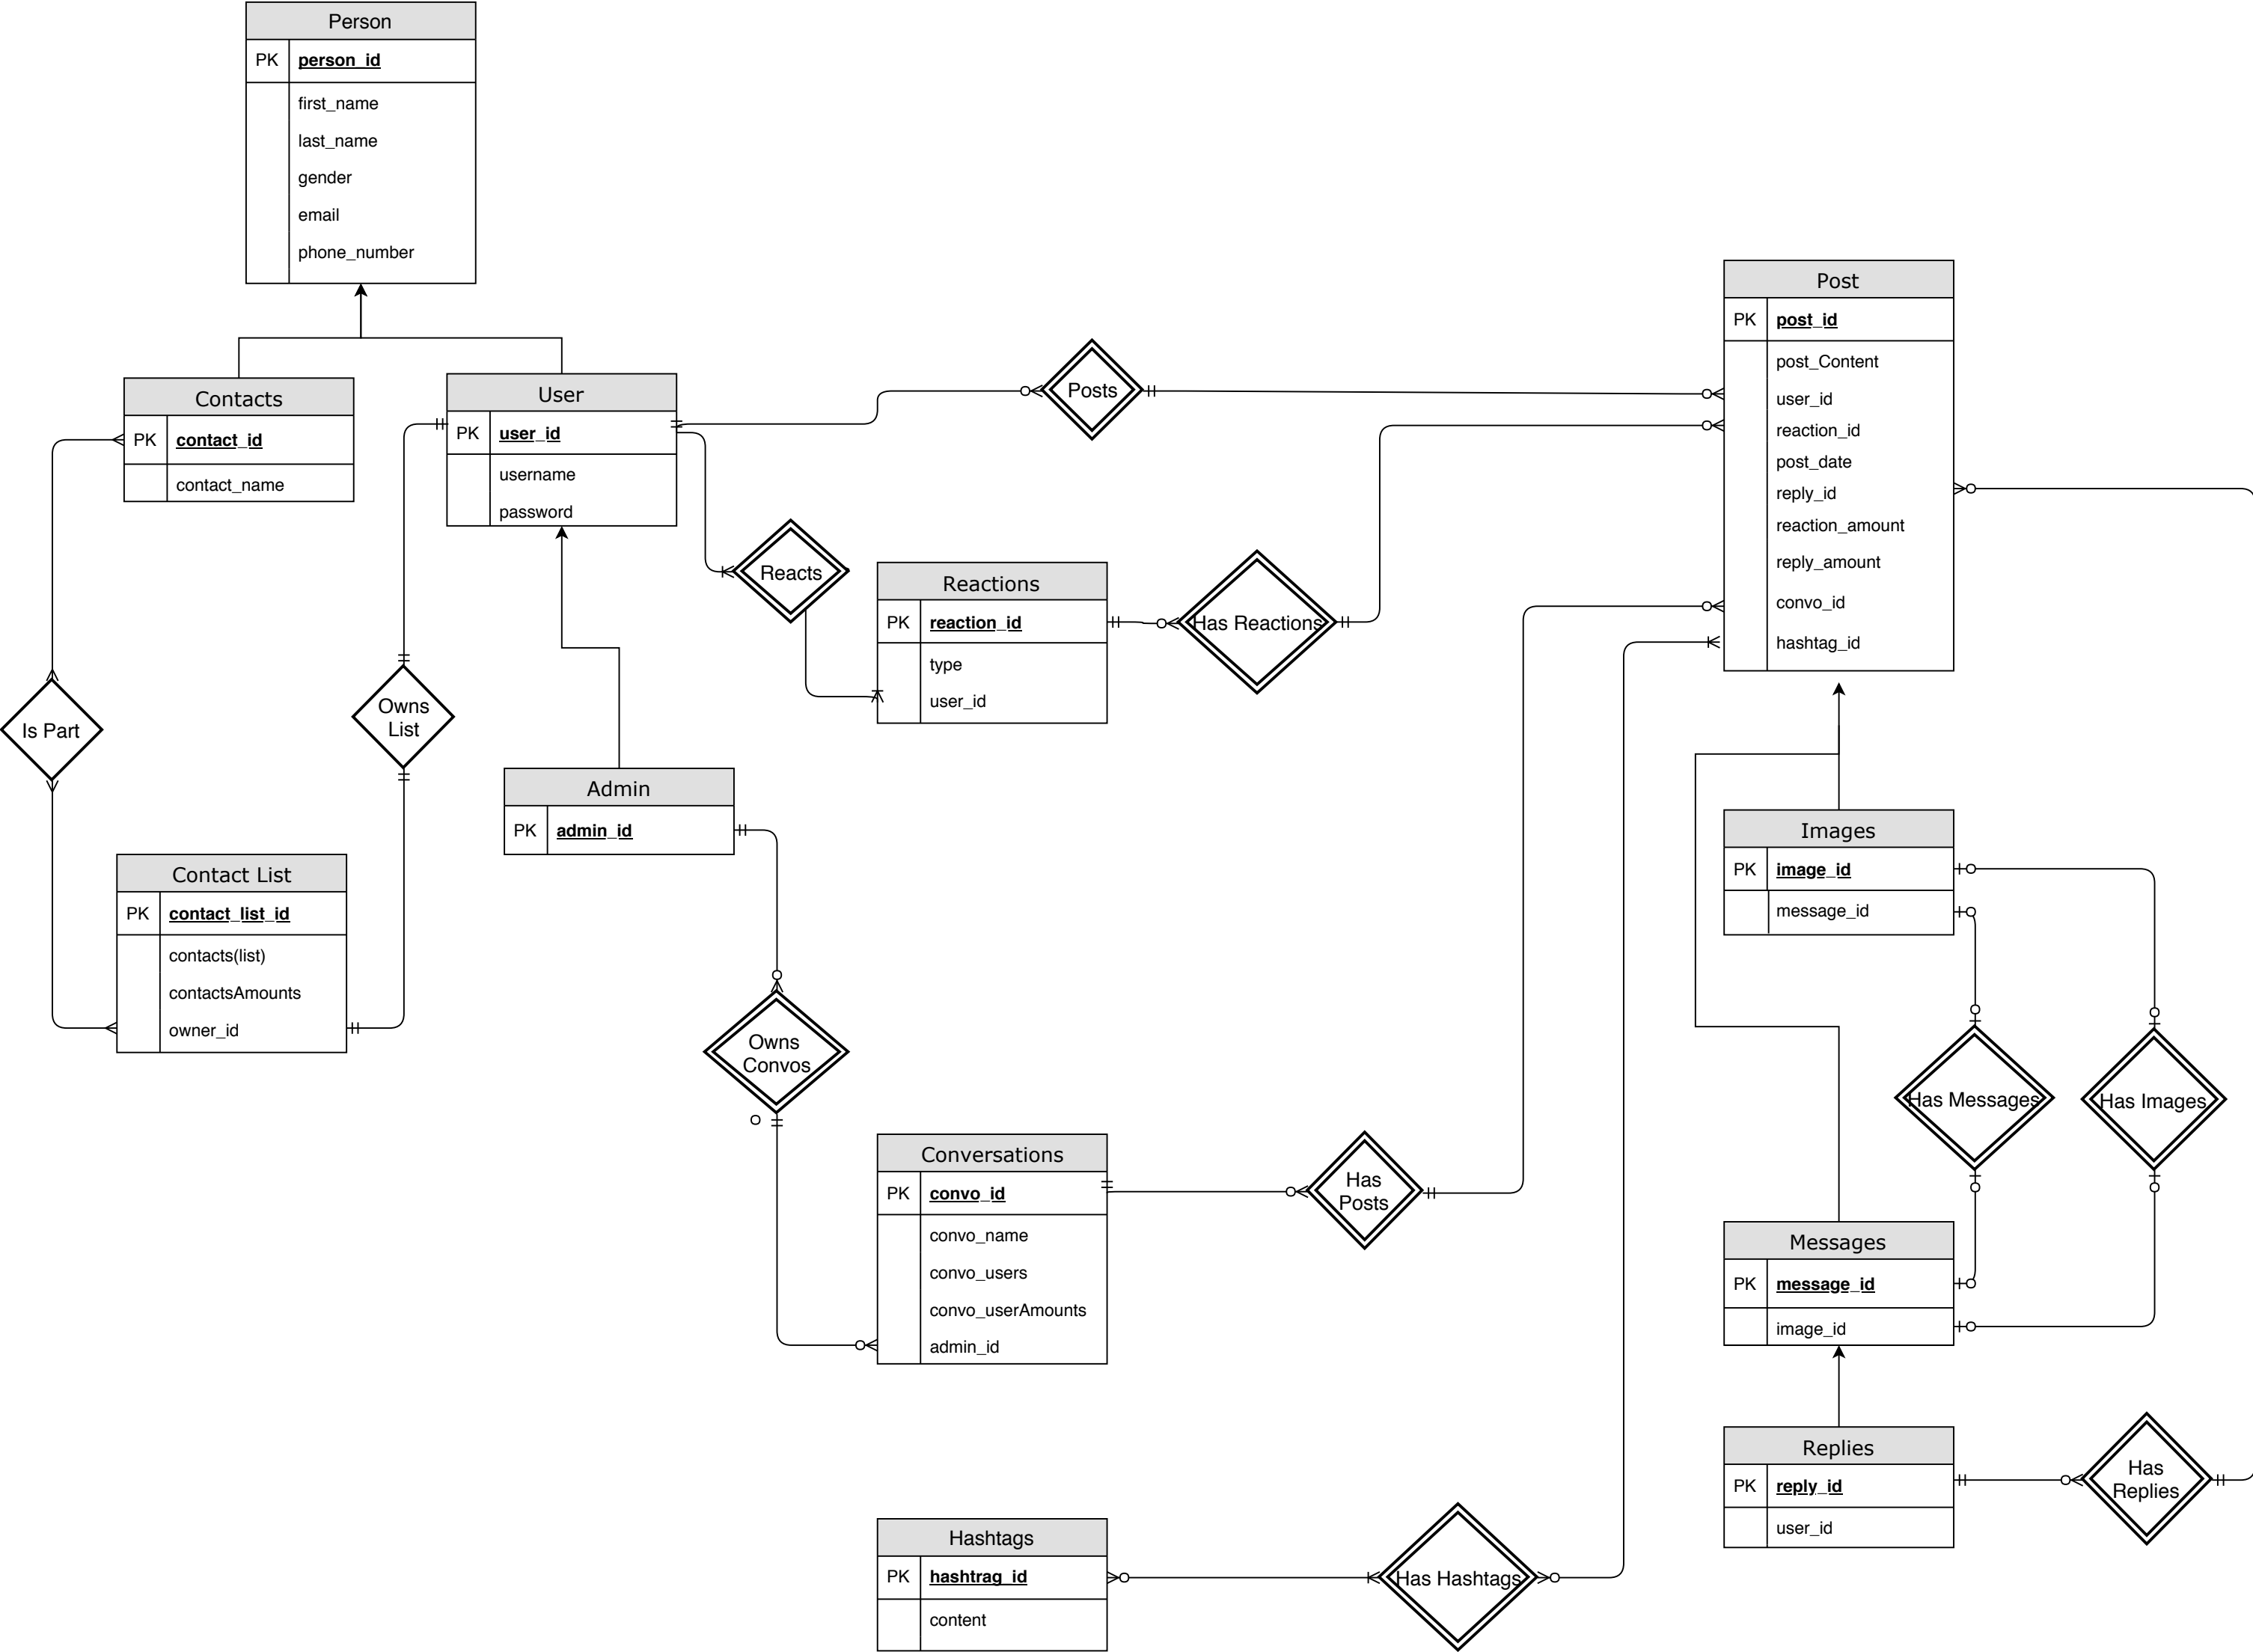 Person
PK person_id
first_name
last_name
gender
email
phone_number
Contacts
PK contact_id
contact_name
User
PK user_id
username
password
Posts
Post
PK post_id
post_Content
user_id
reaction_id
post_date
reply_id
reaction_amount
reply_amount
convo_id
hashtag_id
Reacts
Reactions
PK reaction_id
type
user_id
Has Reactions
Is Part
Owns
List
Admin
PK admin_id
Contact List
PK contact_list_id
contacts(list)
contactsAmounts
owner_id
Owns
Convos
Images
PK image_id
message_id
Has Messages
Has Images
Conversations
PK convo_id
convo_name
convo_users
convo_userAmounts
admin_id
Has
Posts
Messages
PK message_id
image_id
Replies
PK reply_id
user_id
Has
Replies
Hashtags
PK hashtrag_id
content
Has Hashtags